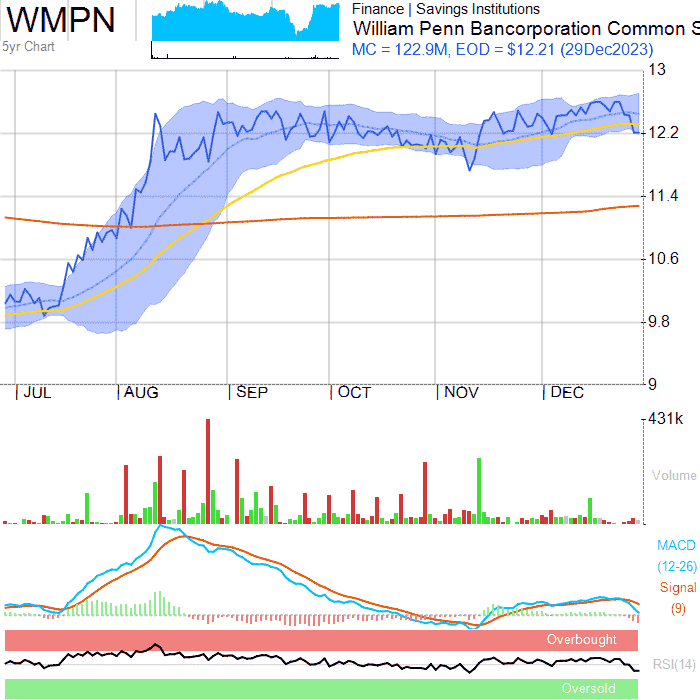 WMPN
5yr Chart
Finance | Savings Institutions
William Penn Bancorporation Common S
MC = 122.9M, EOD = $12.21 (29Dec2023)
13
12.2
11.4
10.6
9.8
9
JUL AUG SEP OCT NOV DEC
431k
Volume
MACD
(12-26)
Signal
(9)
Overbought
RSI(14)
Oversold